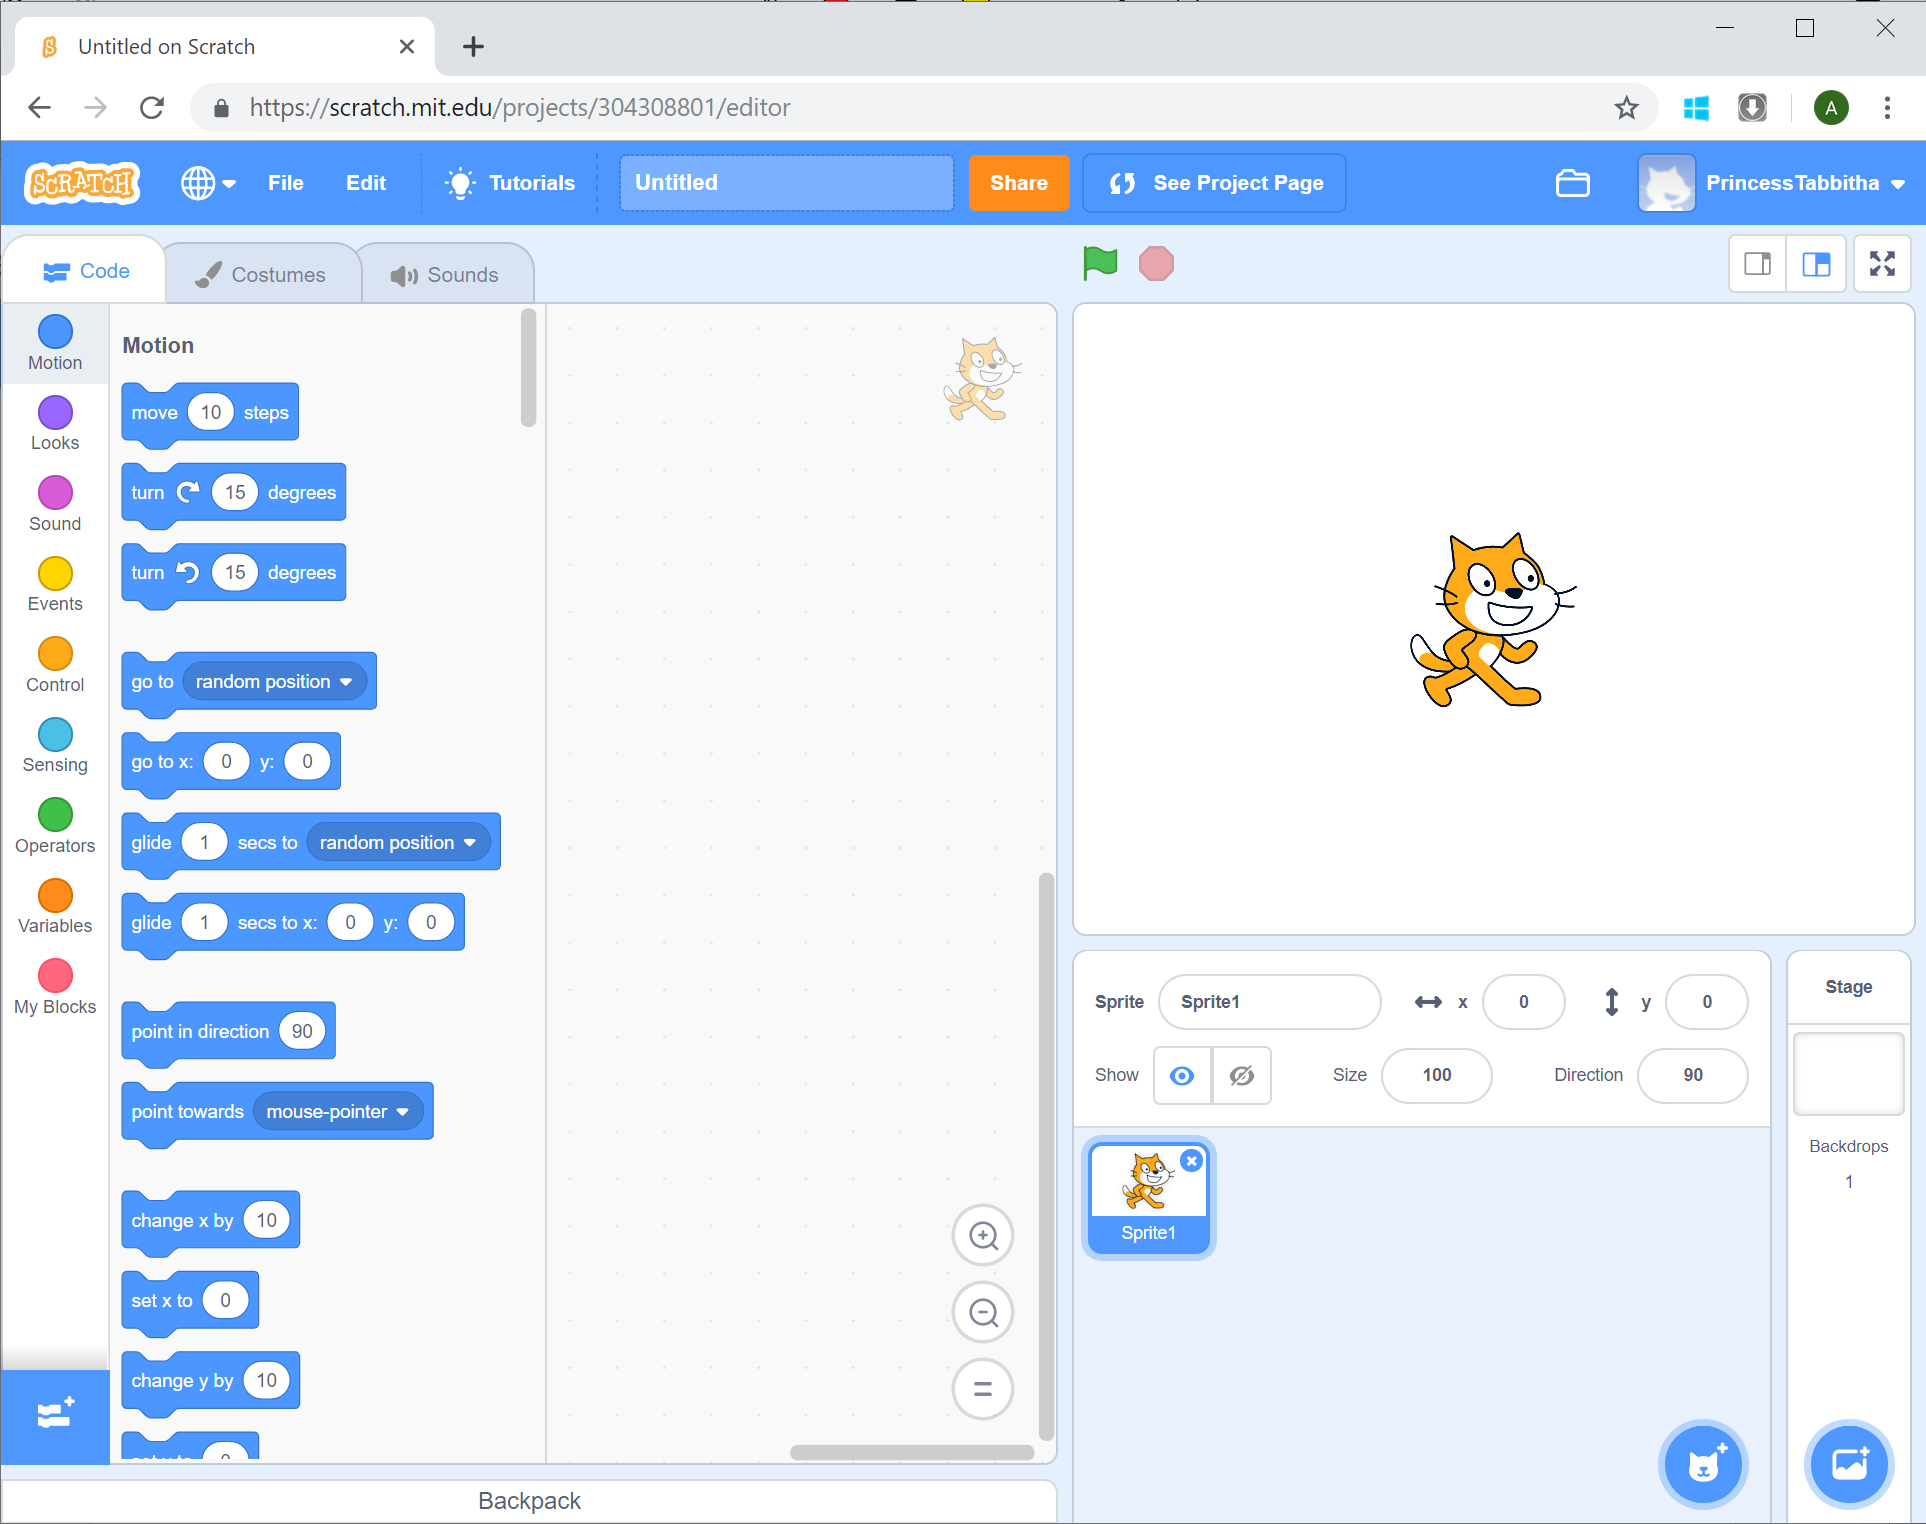 Untitled on Scratch
https://scratch.mit.edu/projects/304308801/editor
A
SCRATCH
File
Edit
Tutorials
Untitled
Share
See Project Page
PrincessTabbitha
Code
Costumes
Sounds
Motion
Looks
Sound
Events
Control
Sensing
Operators
Variables
My Blocks
Motion
move 10 steps
turn 15 degrees
turn 15 degrees
go to random position
go to x: 0 y: 0
glide 1 secs to random position
glide 1 secs to x: 0 y: 0
point in direction 90
point towards mouse-pointer
change x by 10
set x to 0
change y by 10
set y to 0
Backpack
Sprite Sprite1 x 0 y 0
Show Size 100 Direction 90
Sprite1
Stage
Backdrops
1